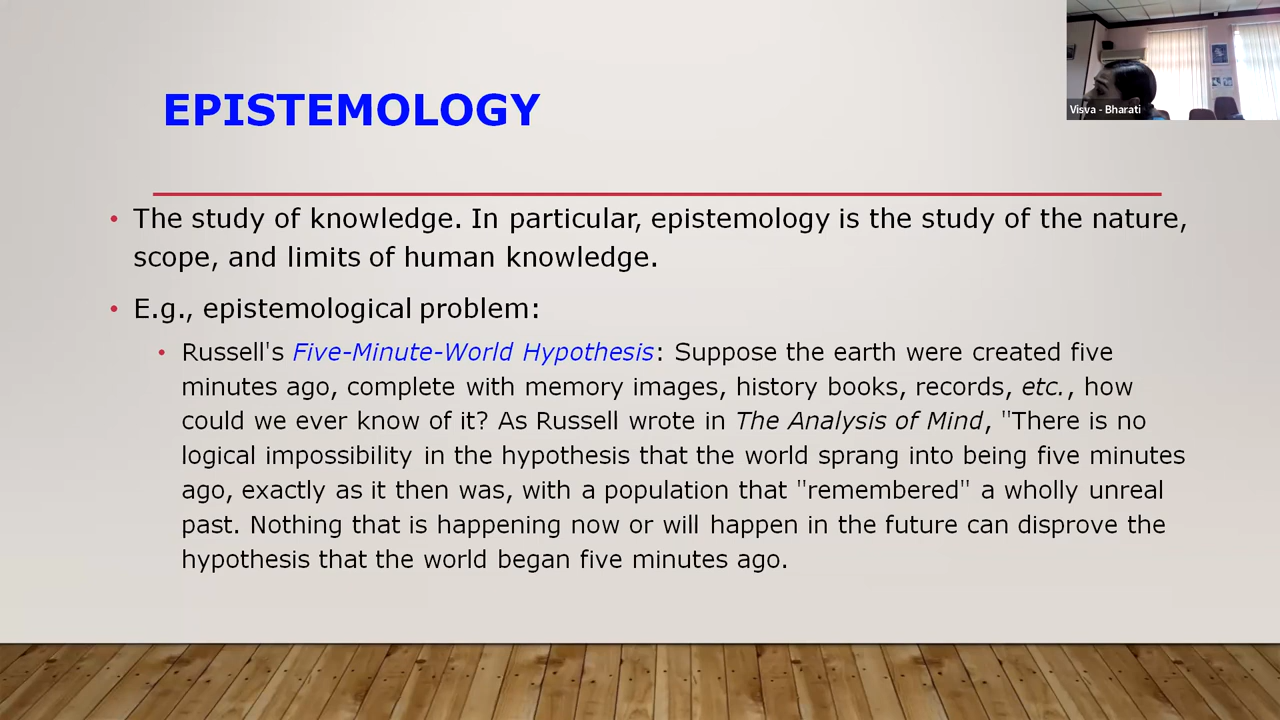 EPISTEMOLOGY
Visva - Bharati
• The study of knowledge. In particular, epistemology is the study of the nature,
scope, and limits of human knowledge.
• E.g., epistemological problem:
• Russell's Five-Minute-World Hypothesis: Suppose the earth were created five
minutes ago, complete with memory images, history books, records, etc., how
could we ever know of it? As Russell wrote in The Analysis of Mind, "There is no
logical impossibility in the hypothesis that the world sprang into being five minutes
ago, exactly as it then was, with a population that "remembered" a wholly unreal
past. Nothing that is happening now or will happen in the future can disprove the
hypothesis that the world began five minutes ago.